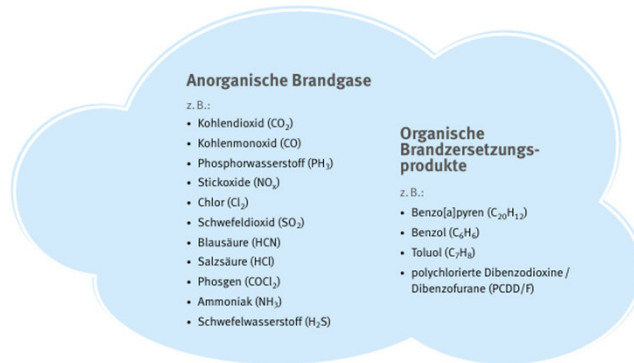 Anorganische Brandgase
z. B.:
• Kohlendioxid (CO₂)
• Kohlenmonoxid (CO)
• Phosphorwasserstoff (PH₃)
• Stickoxide (NOₓ)
• Chlor (Cl₂)
• Schwefeldioxid (SO₂)
• Blausäure (HCN)
• Salzsäure (HCl)
• Phosgen (COCl₂)
• Ammoniak (NH₃)
• Schwefelwasserstoff (H₂S)
Organische
Brandzersetzungs-
produkte
z. B.:
• Benzo[a]pyren (C₂₀H₁₂)
• Benzol (C₆H₆)
• Toluol (C₇H₈)
• polychlorierte Dibenzodioxine /
Dibenzofurane (PCDD/F)